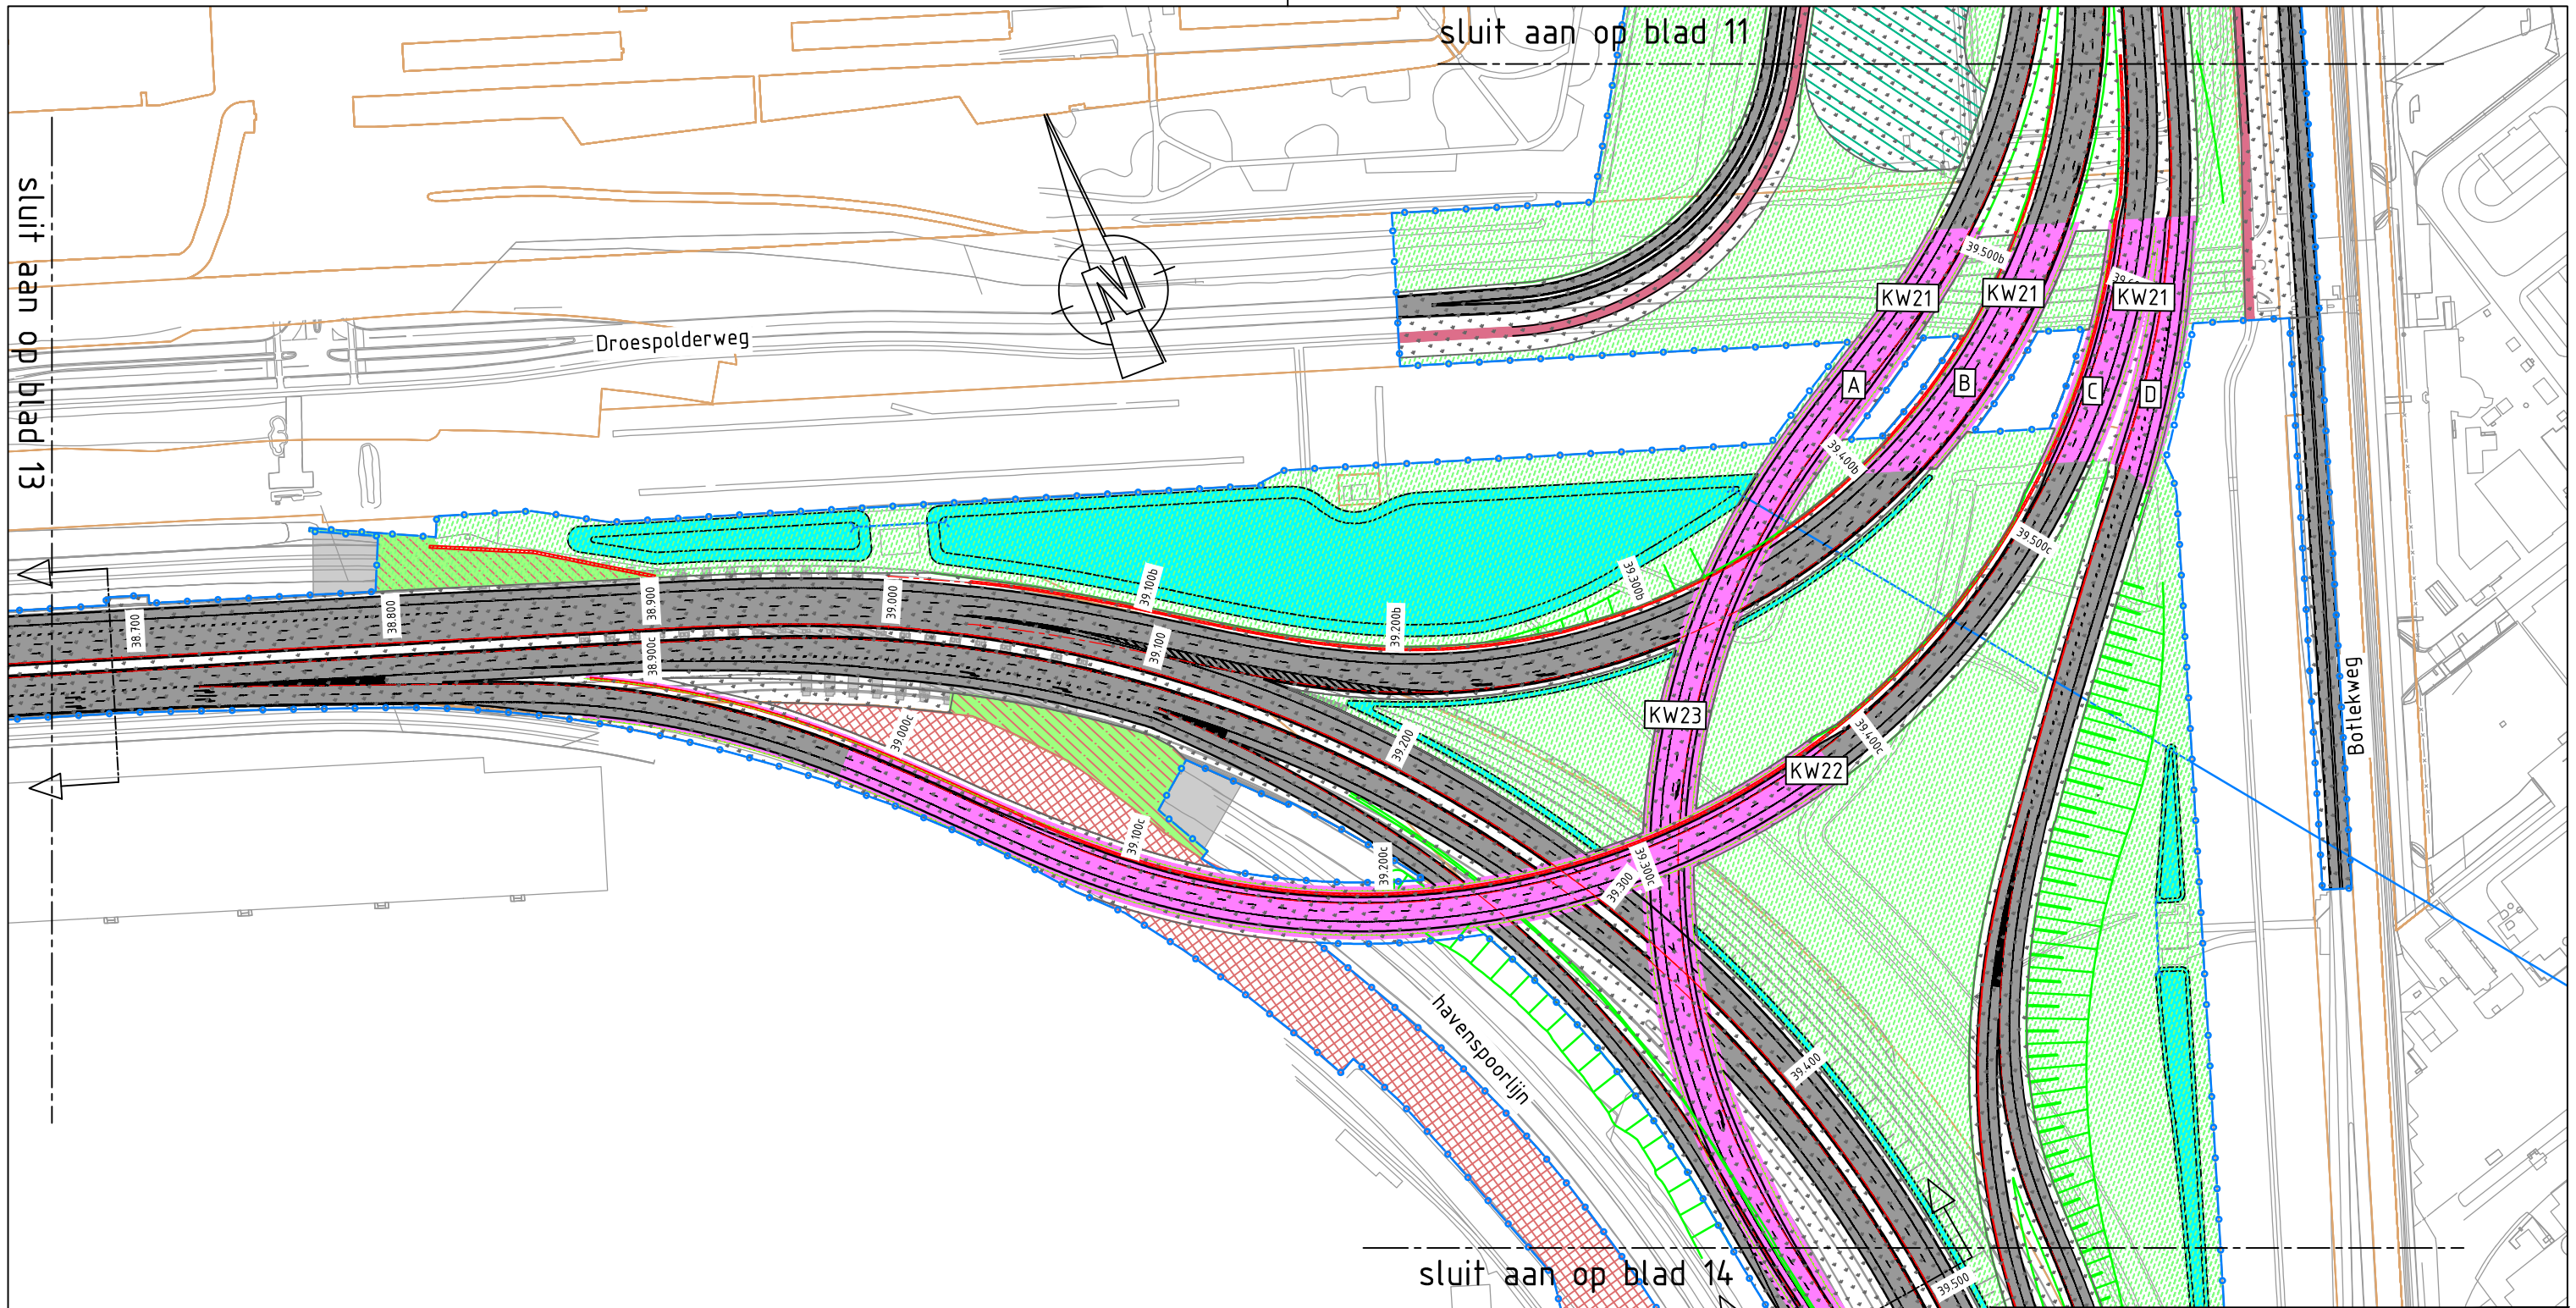 sluit aan op blad 11
sluit aan op blad 13
N
Droespolderweg
39.500b
KW21
KW21
KW21
A
B
C
D
39.400b
39.500c
39.300b
39.100b
39.200b
38.700
38.800
38.900
39.000
38.900c
39.100
39.000c
39.200
KW23
39.400c
KW22
Botlekweg
39.100c
39.200c
39.300c
39.300
havenspoorlijn
39.400
sluit aan op blad 14
39.500